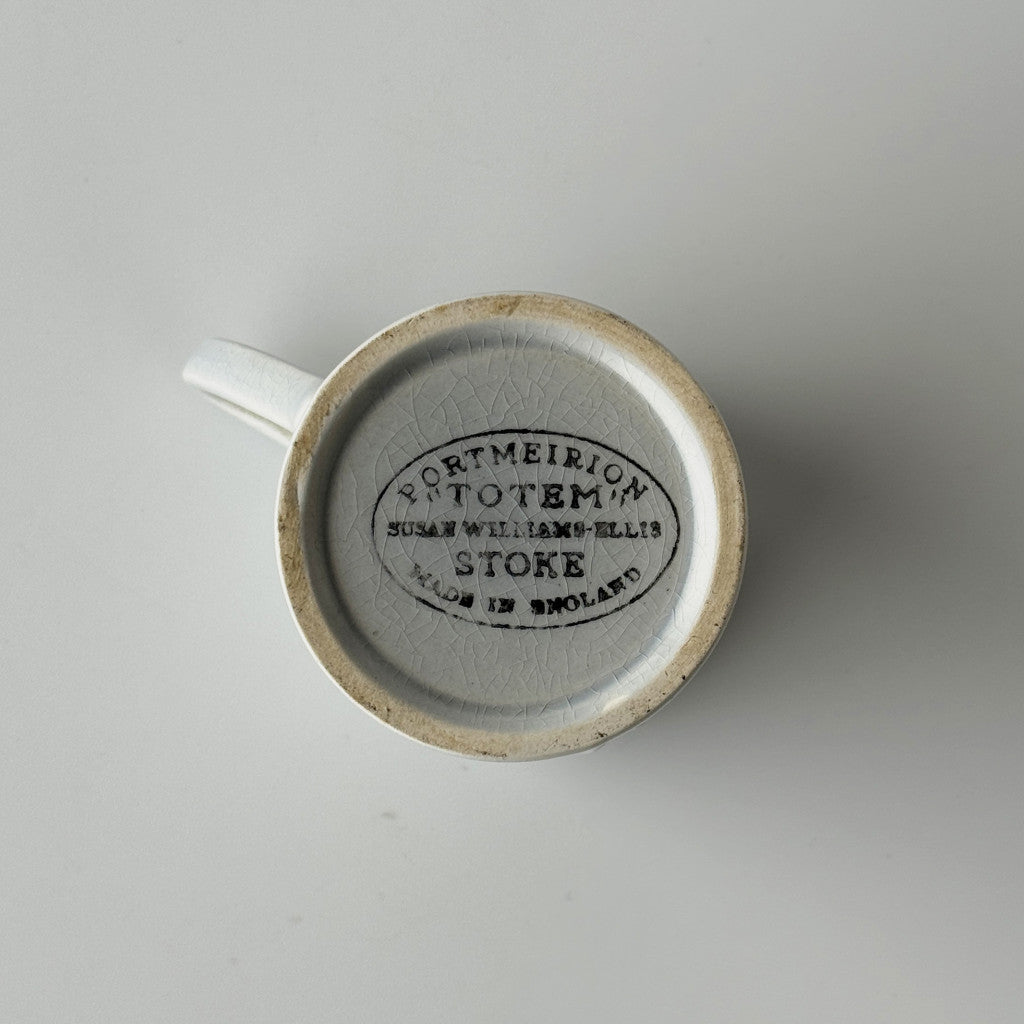 PORTMEIRION
"TOTEM"
SUSAN WILLIAMS-ELLIS
STOKE
MADE IN ENGLAND